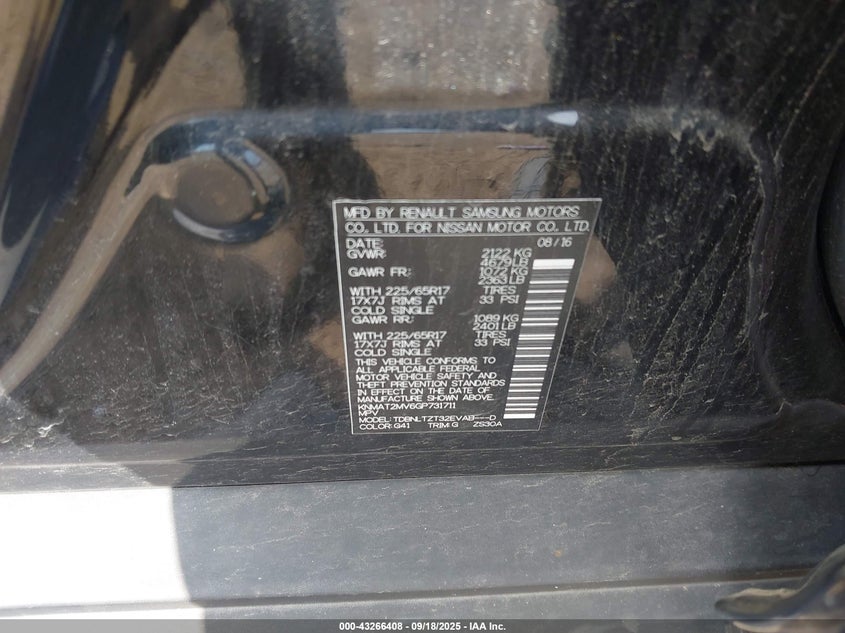 MFD BY RENAULT SAMSUNG MOTORS
CO., LTD. FOR NISSAN MOTOR CO., LTD.
DATE: 08/16
GVWR: 2122 KG
4679 LB
GAWR FR: 1072 KG
2363 LB
WITH 225/65R17 TIRES
17X7J RIMS AT 33 PSI
COLD SINGLE
GAWR RR: 1089 KG
2401 LB
WITH 225/65R17 TIRES
17X7J RIMS AT 33 PSI
COLD SINGLE
THIS VEHICLE CONFORMS TO
ALL APPLICABLE FEDERAL
MOTOR VEHICLE SAFETY AND
THEFT PREVENTION STANDARDS
IN EFFECT ON THE DATE OF
MANUFACTURE SHOWN ABOVE.
KNMAT2MV6GP731711
MPV
MODEL: TDBNLTZT32EVAB---D
COLOR: G41 TRIM: G ZS30A
000-43266408 - 09/18/2025 - IAA Inc.